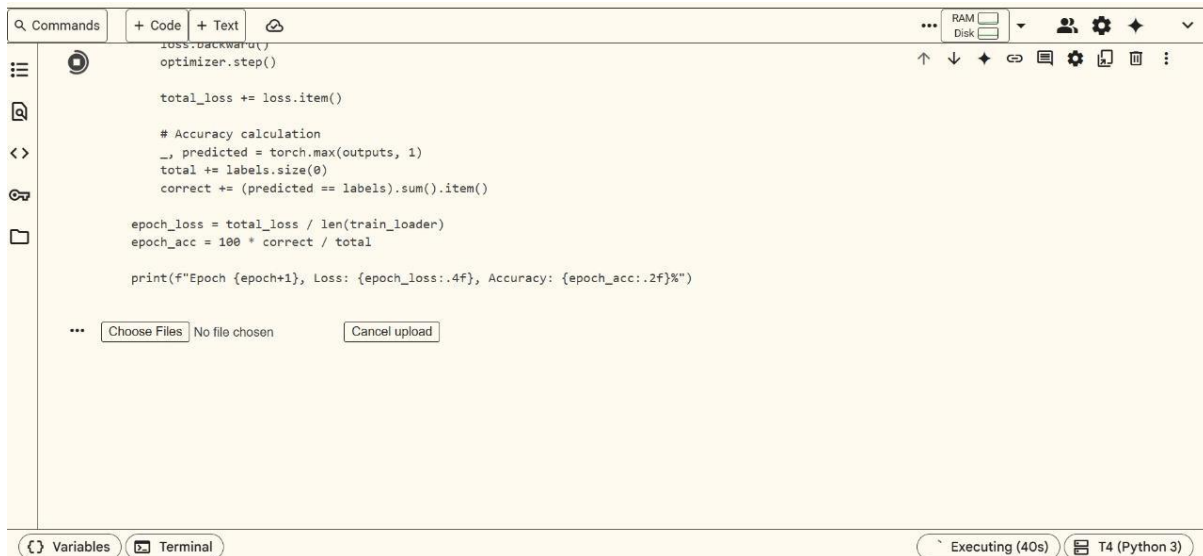 Commands
+ Code
+ Text
RAM
Disk
loss.backward()
optimizer.step()
total_loss += loss.item()
# Accuracy calculation
_, predicted = torch.max(outputs, 1)
total += labels.size(0)
correct += (predicted == labels).sum().item()
epoch_loss = total_loss / len(train_loader)
epoch_acc = 100 * correct / total
print(f"Epoch {epoch+1}, Loss: {epoch_loss:.4f}, Accuracy: {epoch_acc:.2f}%")
Choose Files No file chosen Cancel upload
Variables
Terminal
Executing (40s)
T4 (Python 3)